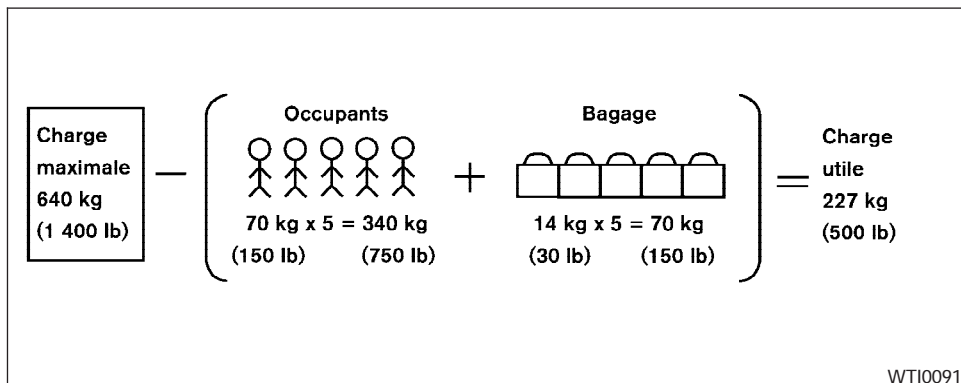 Charge
maximale
640 kg
(1 400 lb)
Occupants
70 kg x 5 = 340 kg
(150 lb) (750 lb)
Bagage
14 kg x 5 = 70 kg
(30 lb) (150 lb)
Charge
utile
227 kg
(500 lb)
WTI0091